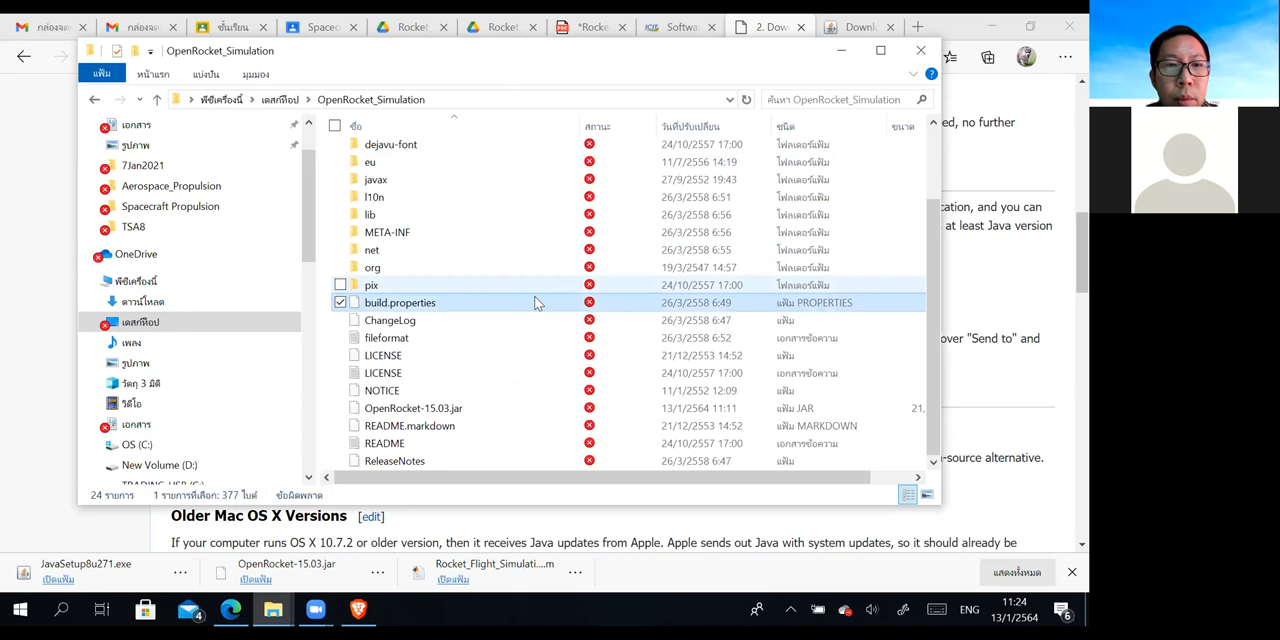 กล่องจด
กล่องจด
ชั้นเรียน
Spacec
Rocket
Rocket
*Rocke
Softwa
2. Dow
Downl
OpenRocket_Simulation
แฟ้ม หน้าแรก แบ่งปัน มุมมอง
พีซีเครื่องนี้ เดสก์ท็อป OpenRocket_Simulation
ค้นหา OpenRocket_Simulation
ed, no further
เอกสาร
รูปภาพ
7Jan2021
Aerospace_Propulsion
Spacecraft Propulsion
TSA8
OneDrive
พีซีเครื่องนี้
ดาวน์โหลด
เดสก์ท็อป
เพลง
รูปภาพ
วัตถุ 3 มิติ
วิดีโอ
เอกสาร
OS (C:)
New Volume (D:)
ชื่อ สถานะ วันที่ปรับเปลี่ยน ชนิด ขนาด
dejavu-font 24/10/2557 17:00 โฟลเดอร์แฟ้ม
eu 11/7/2556 14:19 โฟลเดอร์แฟ้ม
javax 27/9/2552 19:43 โฟลเดอร์แฟ้ม
l10n 26/3/2558 6:51 โฟลเดอร์แฟ้ม
lib 26/3/2558 6:56 โฟลเดอร์แฟ้ม
META-INF 26/3/2558 6:56 โฟลเดอร์แฟ้ม
net 26/3/2558 6:55 โฟลเดอร์แฟ้ม
org 19/3/2547 14:57 โฟลเดอร์แฟ้ม
pix 24/10/2557 17:00 โฟลเดอร์แฟ้ม
build.properties 26/3/2558 6:49 แฟ้ม PROPERTIES
ChangeLog 26/3/2558 6:47 แฟ้ม
fileformat 26/3/2558 6:52 เอกสารข้อความ
LICENSE 21/12/2553 14:52 แฟ้ม
LICENSE 24/10/2557 17:00 เอกสารข้อความ
NOTICE 11/1/2552 12:09 แฟ้ม
OpenRocket-15.03.jar 13/1/2564 11:11 แฟ้ม JAR 21,
README.markdown 21/12/2553 14:52 แฟ้ม MARKDOWN
README 24/10/2557 17:00 เอกสารข้อความ
ReleaseNotes 26/3/2558 6:47 แฟ้ม
cation, and you can
at least Java version
over "Send to" and
-source alternative.
24 รายการ 1 รายการที่เลือก: 377 ไบต์ ข้อผิดพลาด
Older Mac OS X Versions [edit]
If your computer runs OS X 10.7.2 or older version, then it receives Java updates from Apple. Apple sends out Java with system updates, so it should already be
JavaSetup8u271.exe
เปิดแฟ้ม
OpenRocket-15.03.jar
เปิดแฟ้ม
Rocket_Flight_Simulati....m
เปิดแฟ้ม
แสดงทั้งหมด
4
ENG
11:24
13/1/2564
6